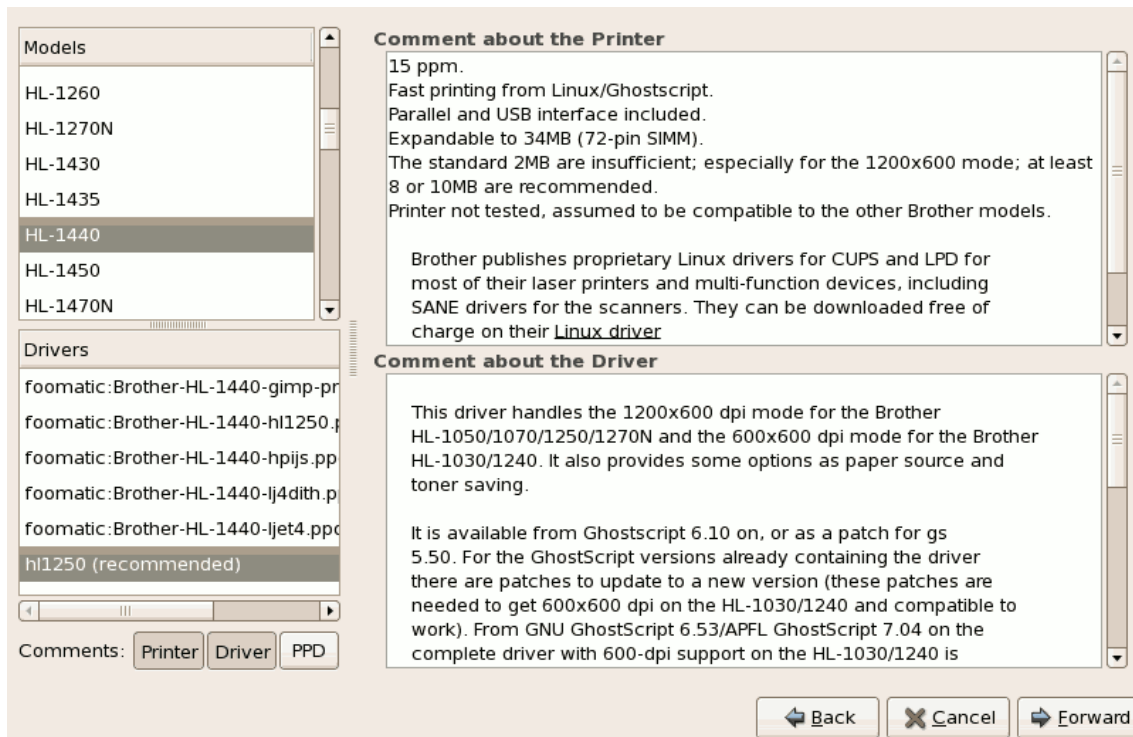 Models
HL-1260
HL-1270N
HL-1430
HL-1435
HL-1440
HL-1450
HL-1470N
Drivers
foomatic:Brother-HL-1440-gimp-pr
foomatic:Brother-HL-1440-hl1250.p
foomatic:Brother-HL-1440-hpijs.pp
foomatic:Brother-HL-1440-lj4dith.p
foomatic:Brother-HL-1440-ljet4.ppd
hl1250 (recommended)
Comments: Printer Driver PPD
Comment about the Printer
15 ppm.
Fast printing from Linux/Ghostscript.
Parallel and USB interface included.
Expandable to 34MB (72-pin SIMM).
The standard 2MB are insufficient; especially for the 1200x600 mode; at least
8 or 10MB are recommended.
Printer not tested, assumed to be compatible to the other Brother models.
Brother publishes proprietary Linux drivers for CUPS and LPD for
most of their laser printers and multi-function devices, including
SANE drivers for the scanners. They can be downloaded free of
charge on their Linux driver
Comment about the Driver
This driver handles the 1200x600 dpi mode for the Brother
HL-1050/1070/1250/1270N and the 600x600 dpi mode for the Brother
HL-1030/1240. It also provides some options as paper source and
toner saving.
It is available from Ghostscript 6.10 on, or as a patch for gs
5.50. For the GhostScript versions already containing the driver
there are patches to update to a new version (these patches are
needed to get 600x600 dpi on the HL-1030/1240 and compatible to
work). From GNU GhostScript 6.53/APFL GhostScript 7.04 on the
complete driver with 600-dpi support on the HL-1030/1240 is
Back Cancel Forward